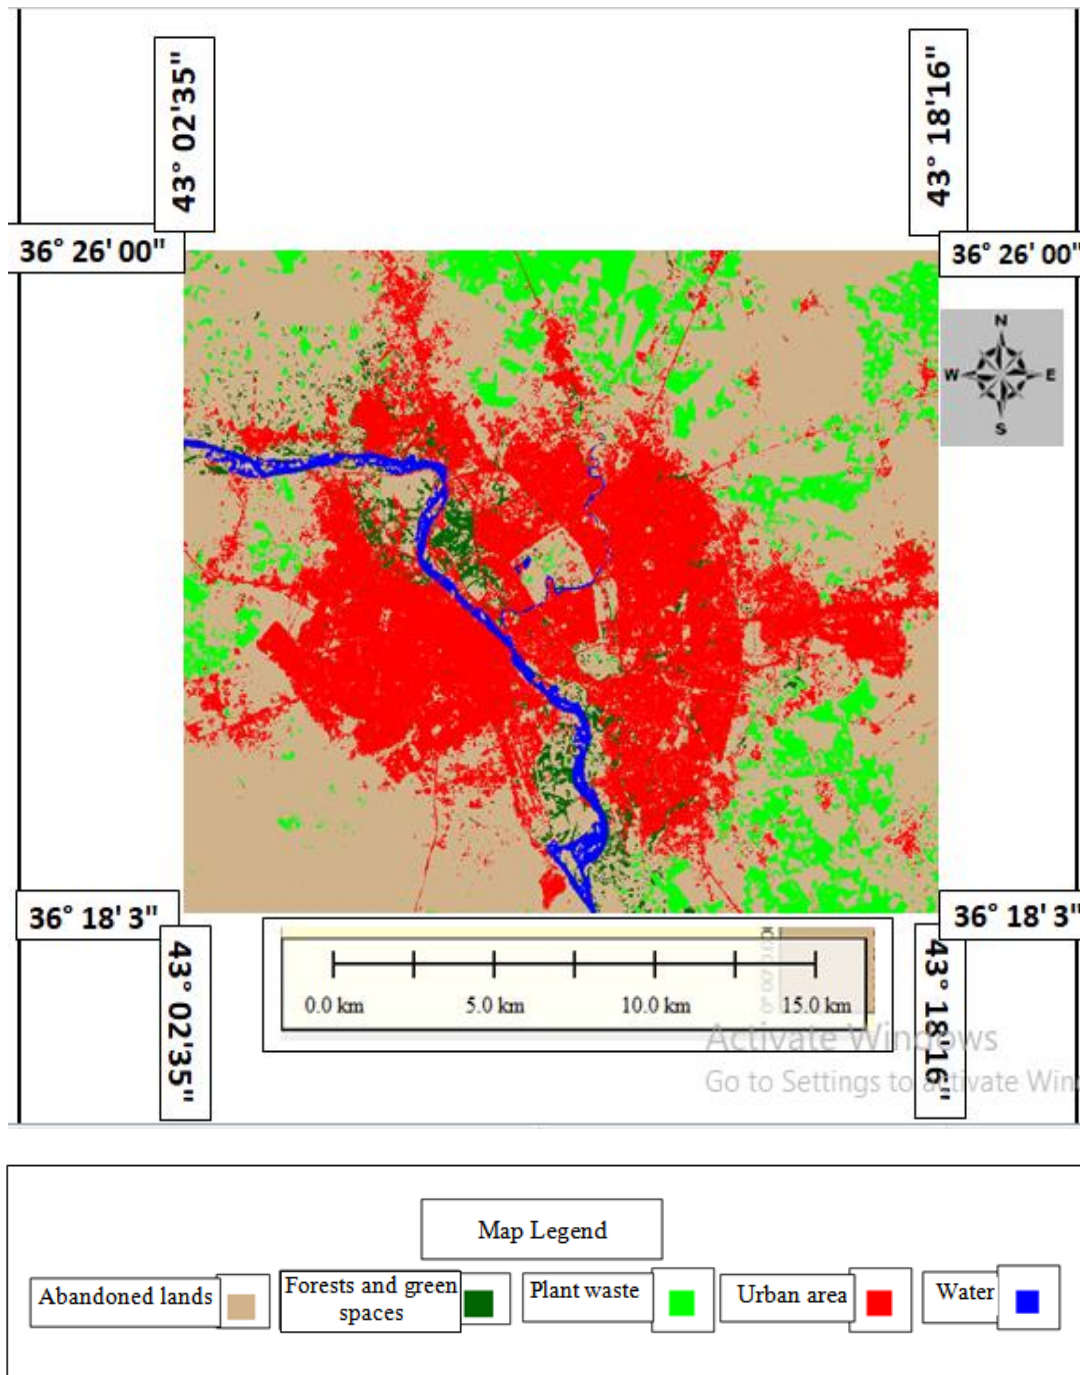 43° 02'35"
43° 18'16"
36° 26' 00"
36° 26' 00"
N
W E
S
36° 18' 3"
36° 18' 3"
0.0 km 5.0 km 10.0 km 15.0 km
43° 02'35"
43° 18'16"
Activate Windows
Go to Settings to activate Win
Map Legend
Abandoned lands
Forests and green
spaces
Plant waste
Urban area
Water